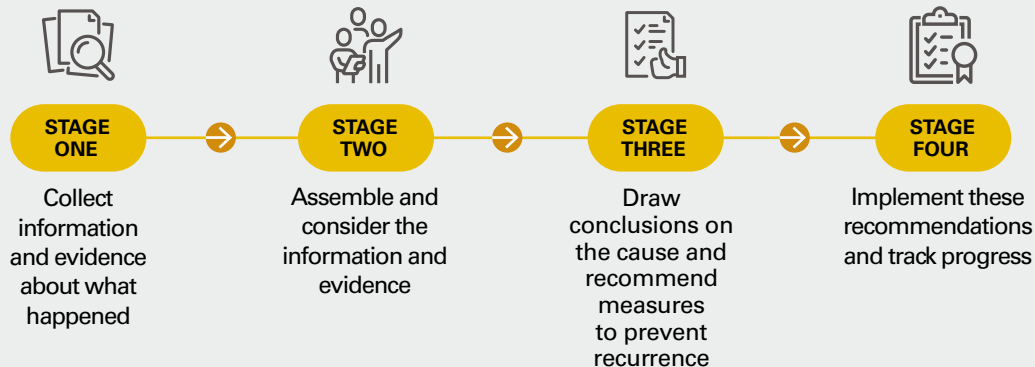 STAGE
ONE
STAGE
TWO
STAGE
THREE
STAGE
FOUR
Collect
information
and evidence
about what
happened
Assemble and
consider the
information and
evidence
Draw
conclusions on
the cause and
recommend
measures
to prevent
recurrence
Implement these
recommendations
and track progress